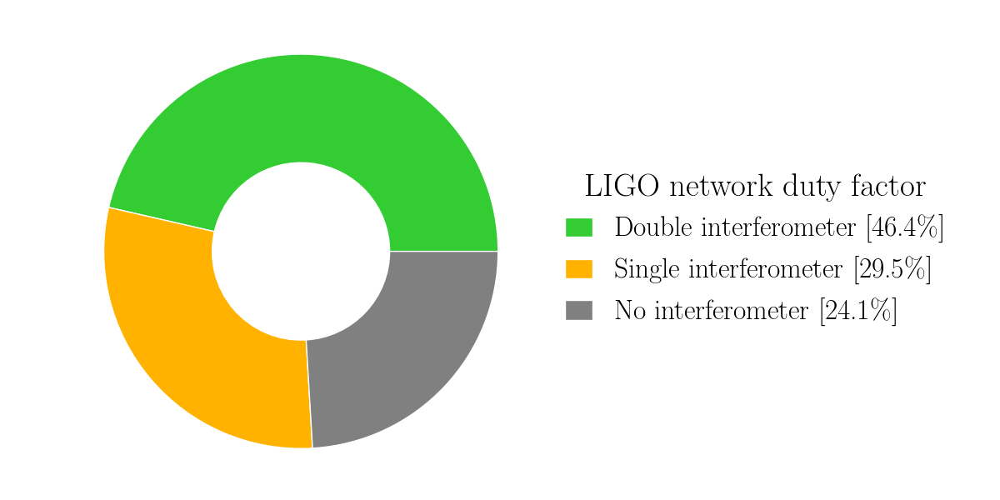 LIGO network duty factor
Double interferometer [46.4%]
Single interferometer [29.5%]
No interferometer [24.1%]